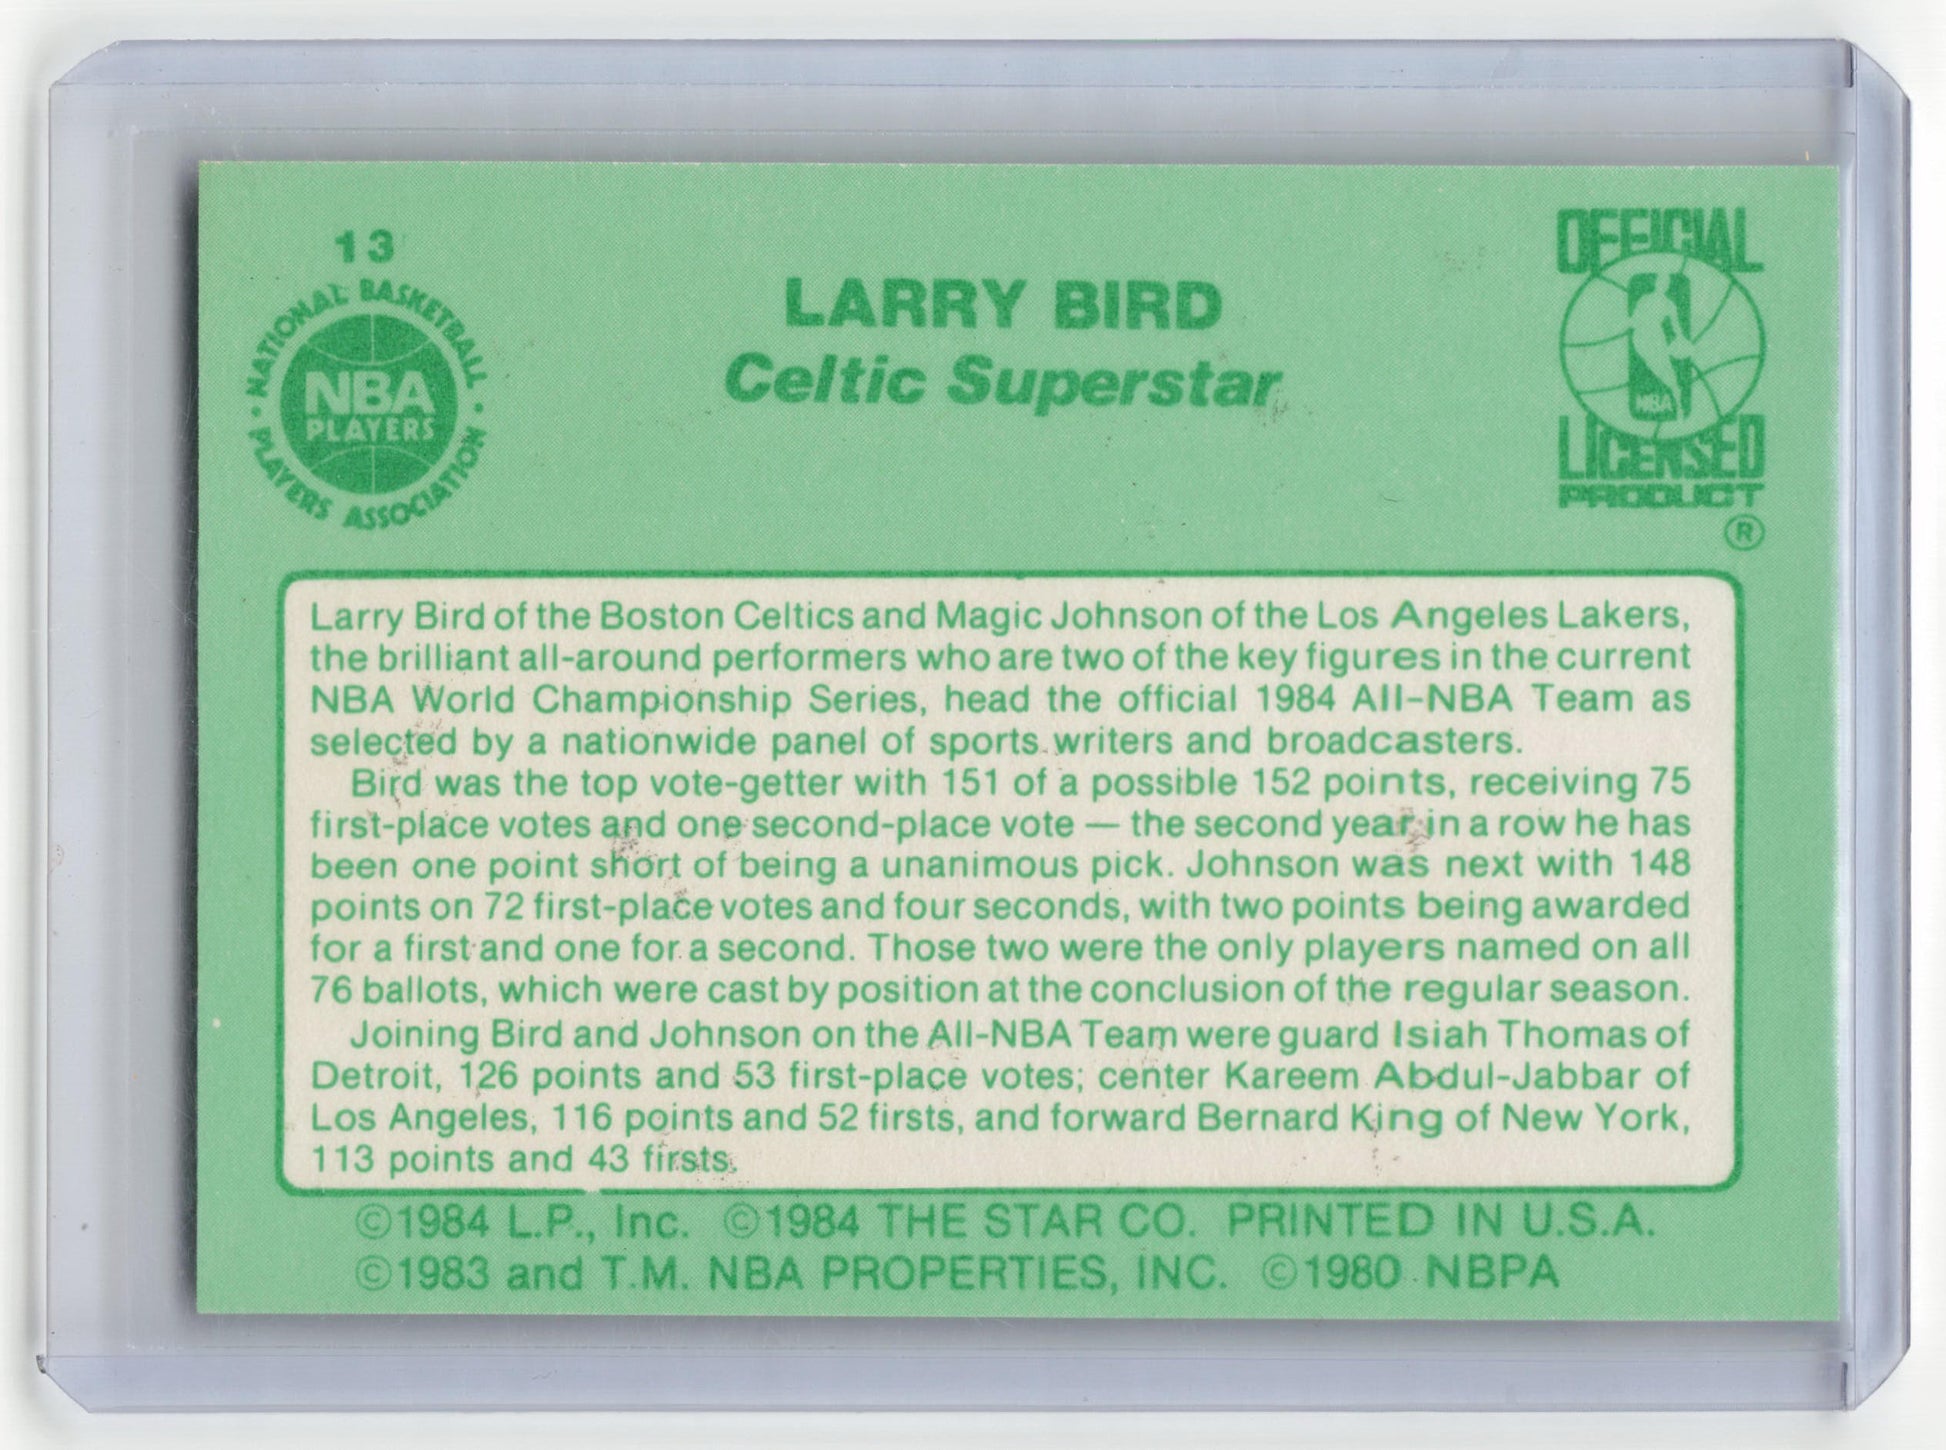 13
NATIONAL BASKETBALL
PLAYERS ASSOCIATION
NBA
PLAYERS
LARRY BIRD
Celtic Superstar
OFFICIAL
NBA
LICENSED
PRODUCT
®
Larry Bird of the Boston Celtics and Magic Johnson of the Los Angeles Lakers,
the brilliant all-around performers who are two of the key figures in the current
NBA World Championship Series, head the official 1984 All-NBA Team as
selected by a nationwide panel of sports writers and broadcasters.
Bird was the top vote-getter with 151 of a possible 152 points, receiving 75
first-place votes and one second-place vote — the second year in a row he has
been one point short of being a unanimous pick. Johnson was next with 148
points on 72 first-place votes and four seconds, with two points being awarded
for a first and one for a second. Those two were the only players named on all
76 ballots, which were cast by position at the conclusion of the regular season.
Joining Bird and Johnson on the All-NBA Team were guard Isiah Thomas of
Detroit, 126 points and 53 first-place votes; center Kareem Abdul-Jabbar of
Los Angeles, 116 points and 52 firsts, and forward Bernard King of New York,
113 points and 43 firsts.
©1984 L.P., Inc. ©1984 THE STAR CO. PRINTED IN U.S.A.
©1983 and T.M. NBA PROPERTIES, INC. ©1980 NBPA